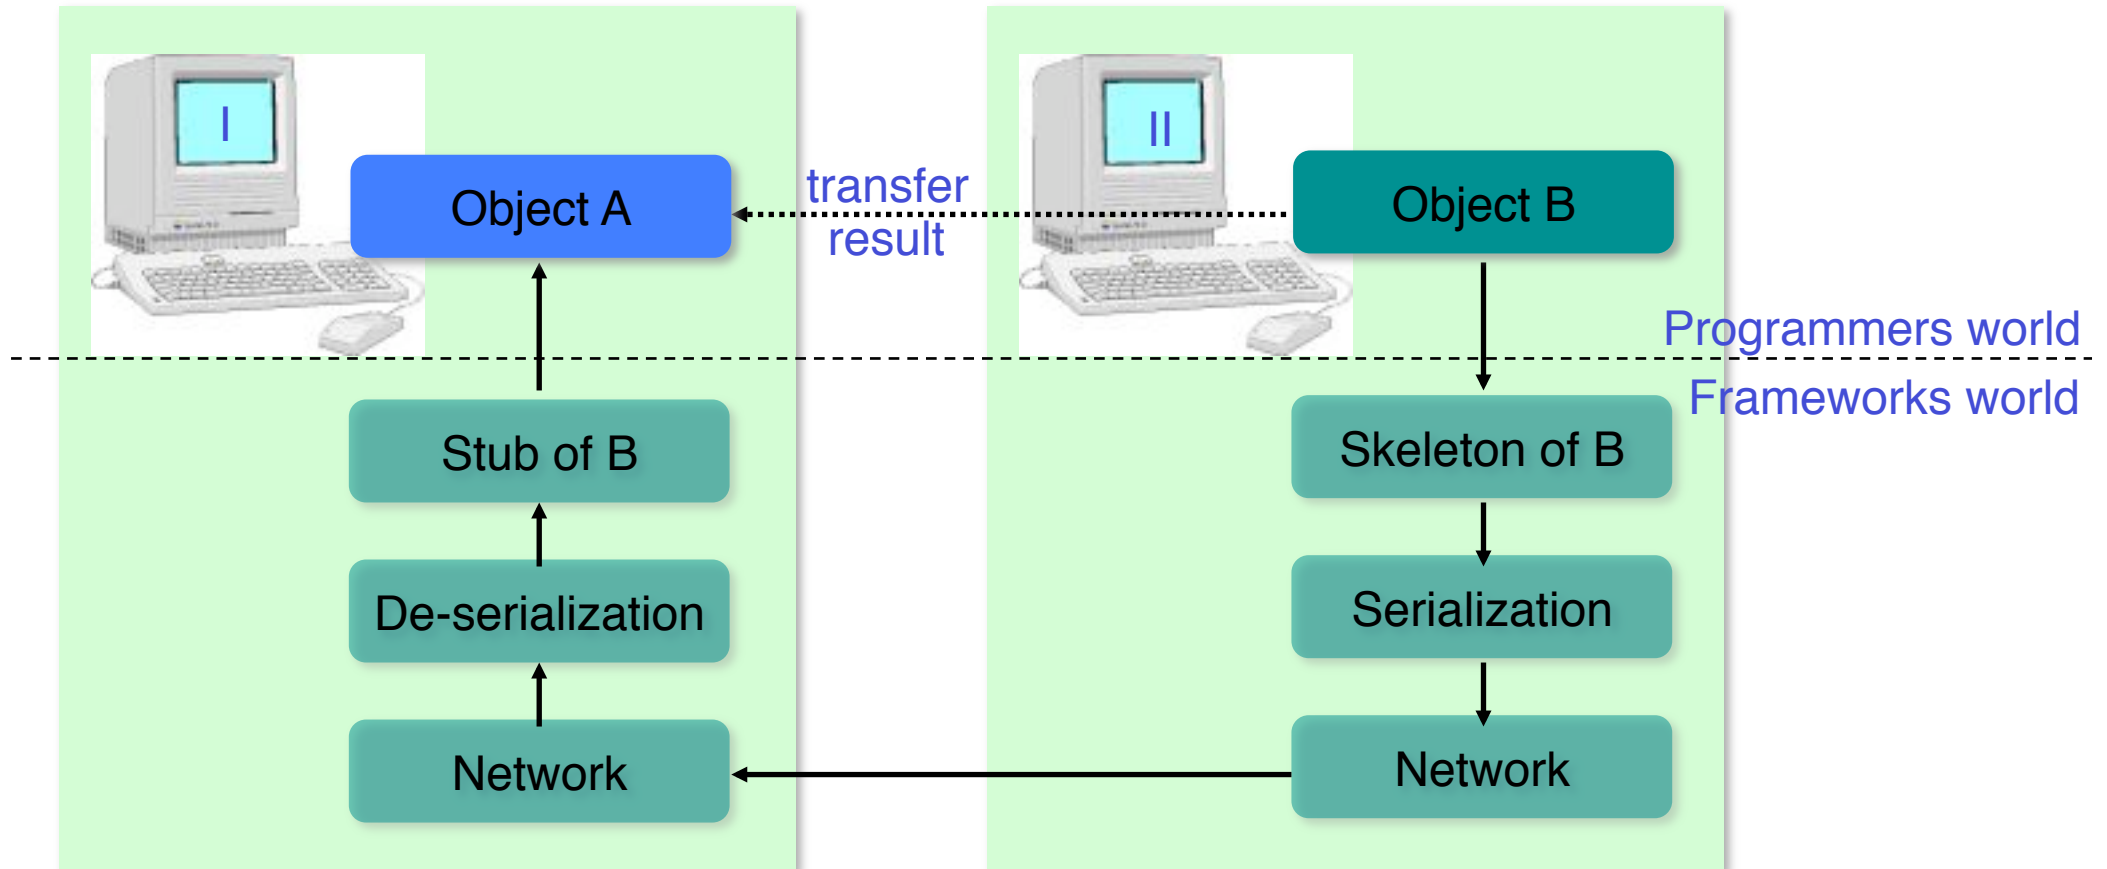 I
II
Object A
transfer
result
Object B
Programmers world
Frameworks world
Stub of B
Skeleton of B
De-serialization
Serialization
Network
Network